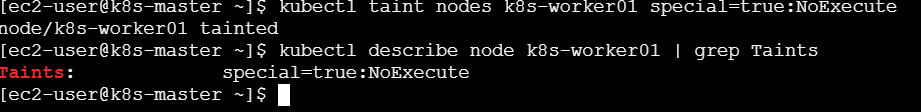 [ec2-user@k8s-master ~]$ kubectl taint nodes k8s-worker01 special=true:NoExecute
node/k8s-worker01 tainted
[ec2-user@k8s-master ~]$ kubectl describe node k8s-worker01 | grep Taints
Taints:             special=true:NoExecute
[ec2-user@k8s-master ~]$